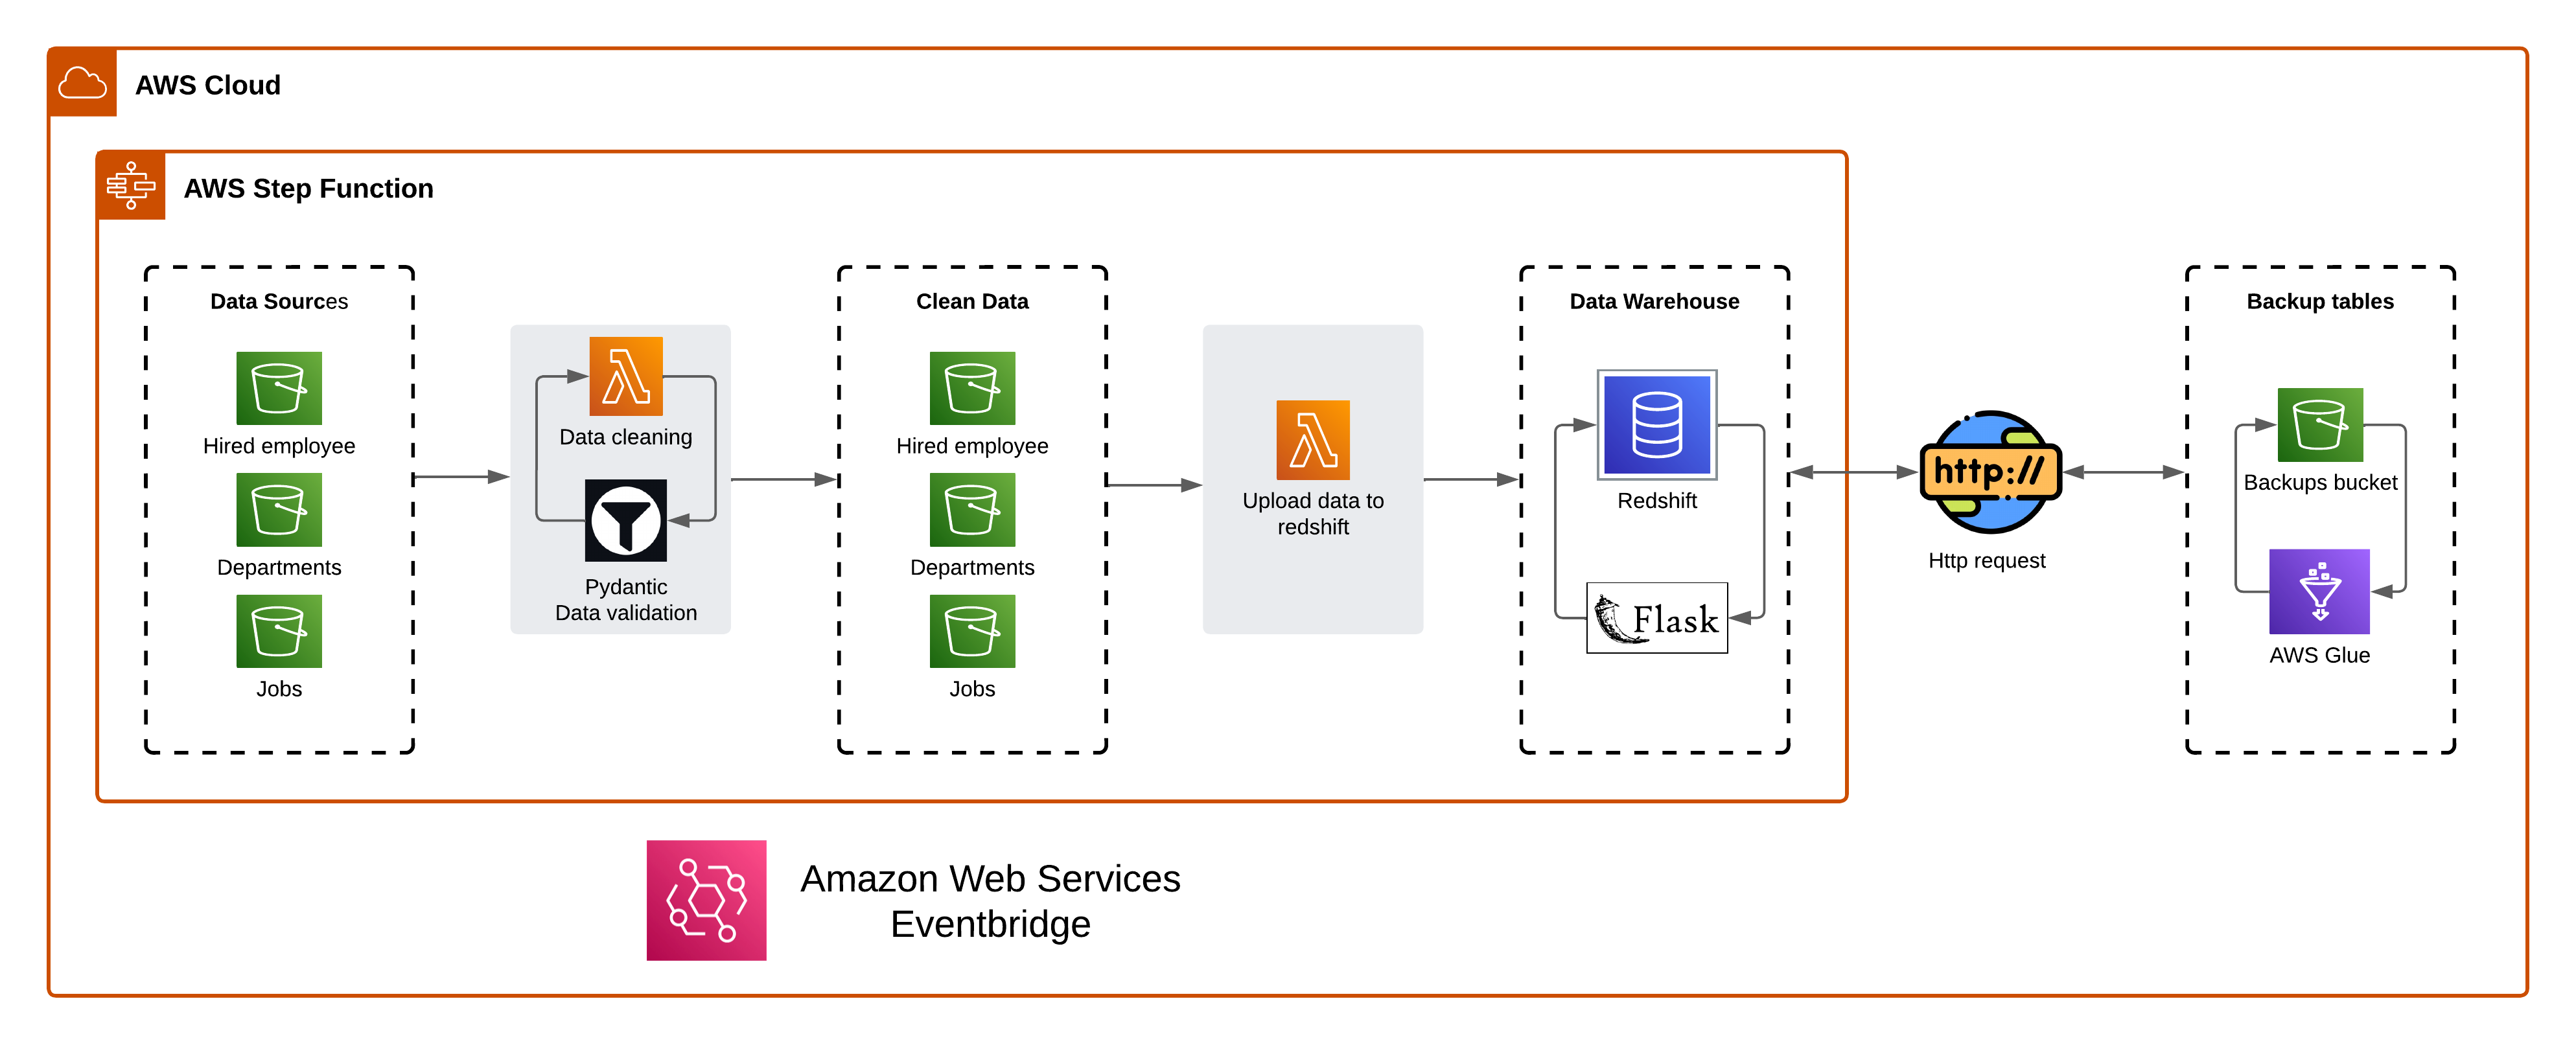 AWS Cloud
AWS Step Function
Data Sources
Hired employee
Departments
Jobs
Data cleaning
Pydantic
Data validation
Clean Data
Hired employee
Departments
Jobs
Upload data to
redshift
Data Warehouse
Redshift
Flask
http://
Http request
Backup tables
Backups bucket
AWS Glue
Amazon Web Services
Eventbridge